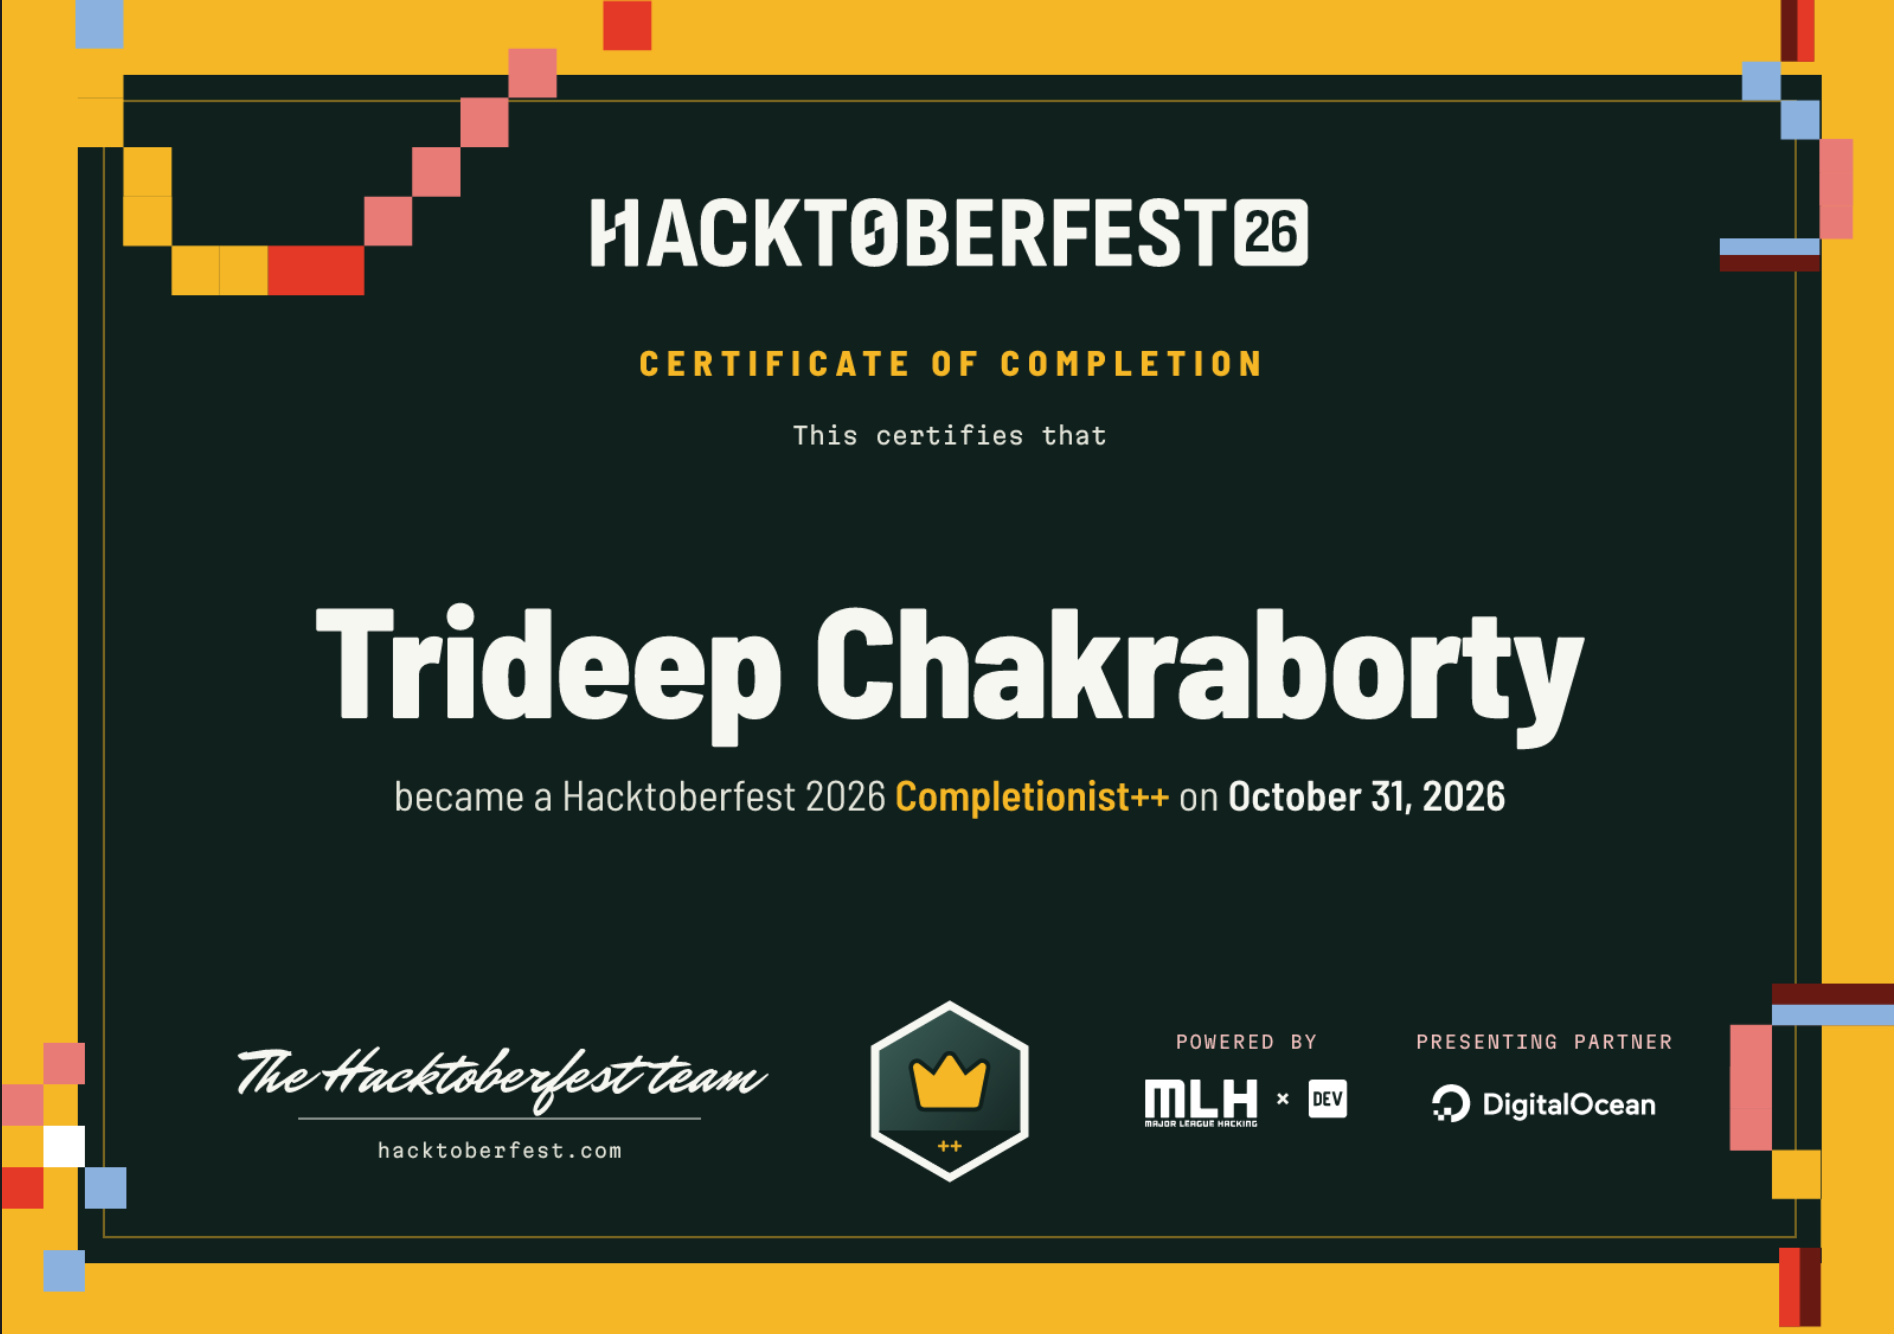 HACKTOBERFEST 26
CERTIFICATE OF COMPLETION
This certifies that
Trideep Chakraborty
became a Hacktoberfest 2026 Completionist++ on October 31, 2026
The Hacktoberfest team
hacktoberfest.com
++
POWERED BY
MLH × DEV
MAJOR LEAGUE HACKING
PRESENTING PARTNER
DigitalOcean